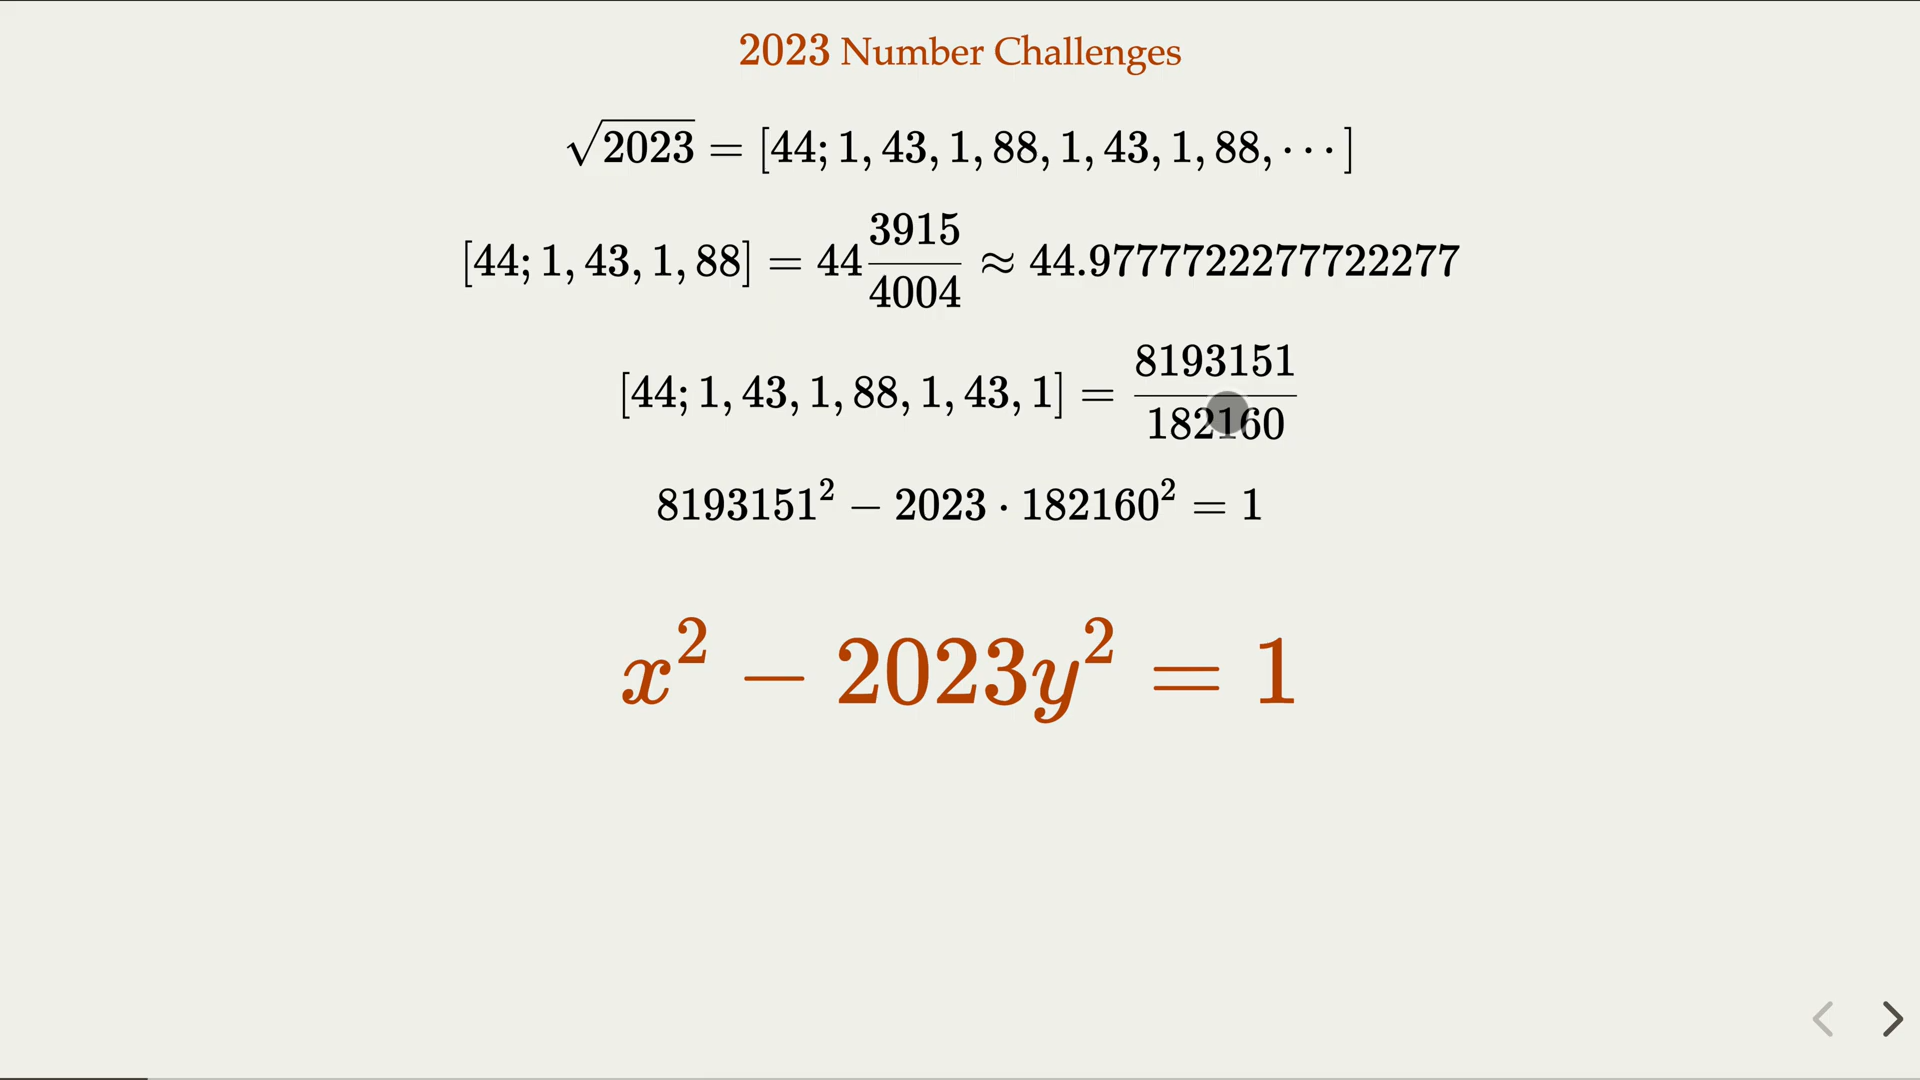 2023 Number Challenges
√2023 = [44; 1, 43, 1, 88, 1, 43, 1, 88, ⋯ ]
[44; 1, 43, 1, 88] = 44 3915/4004 ≈ 44.9777722277722277
[44; 1, 43, 1, 88, 1, 43, 1] = 8193151/182160
8193151² − 2023 · 182160² = 1
x² − 2023y² = 1